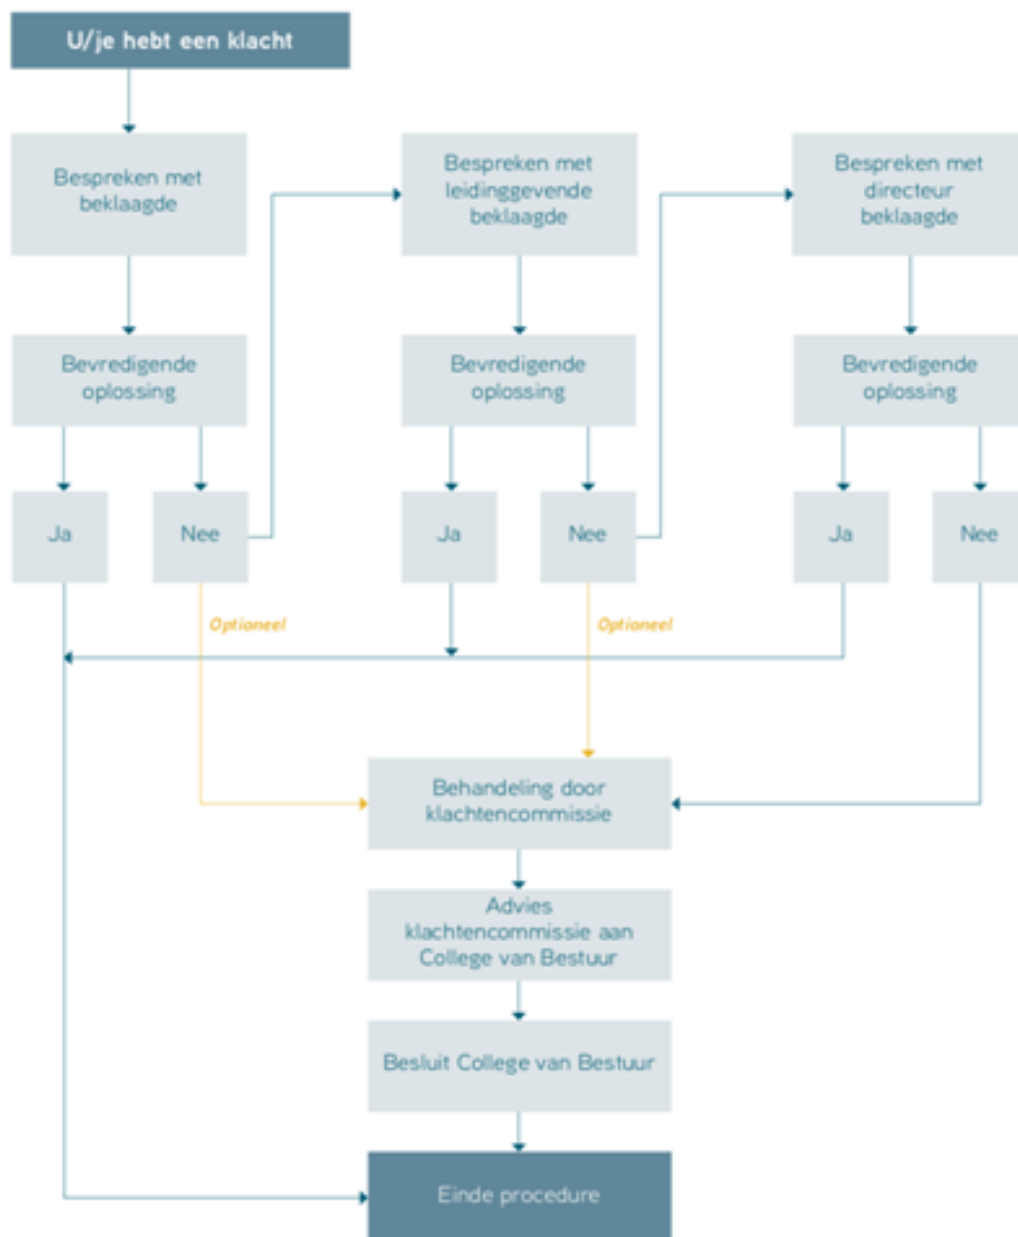 U/je hebt een klacht
Bespreken met
beklaagde
Bespreken met
leidinggevende
beklaagde
Bespreken met
directeur
beklaagde
Bevredigende
oplossing
Bevredigende
oplossing
Bevredigende
oplossing
Ja
Nee
Ja
Nee
Ja
Nee
Optioneel
Optioneel
Behandeling door
klachtencommissie
Advies
klachtencommissie aan
College van Bestuur
Besluit College van Bestuur
Einde procedure